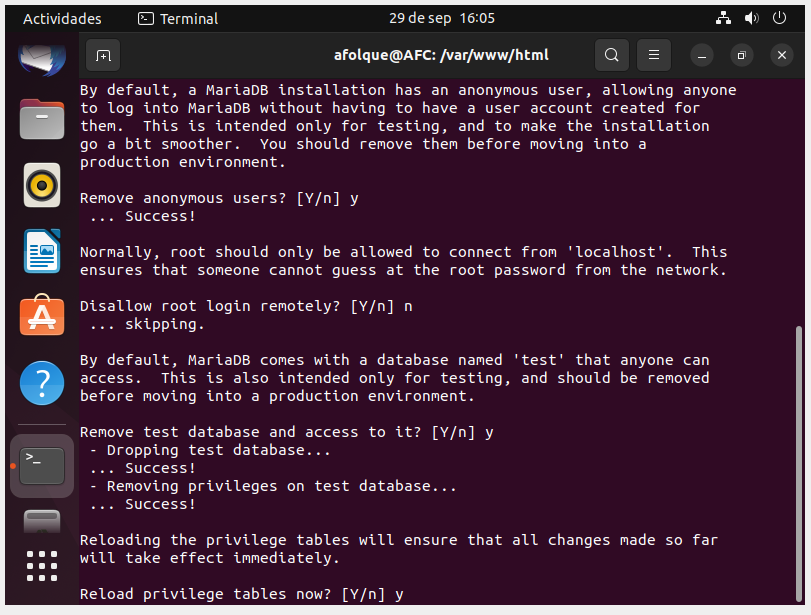 Actividades Terminal 29 de sep 16:05
afolque@AFC: /var/www/html
By default, a MariaDB installation has an anonymous user, allowing anyone
to log into MariaDB without having to have a user account created for
them.  This is intended only for testing, and to make the installation
go a bit smoother.  You should remove them before moving into a
production environment.

Remove anonymous users? [Y/n] y
 ... Success!

Normally, root should only be allowed to connect from 'localhost'.  This
ensures that someone cannot guess at the root password from the network.

Disallow root login remotely? [Y/n] n
 ... skipping.

By default, MariaDB comes with a database named 'test' that anyone can
access.  This is also intended only for testing, and should be removed
before moving into a production environment.

Remove test database and access to it? [Y/n] y
 - Dropping test database...
 ... Success!
 - Removing privileges on test database...
 ... Success!

Reloading the privilege tables will ensure that all changes made so far
will take effect immediately.

Reload privilege tables now? [Y/n] y